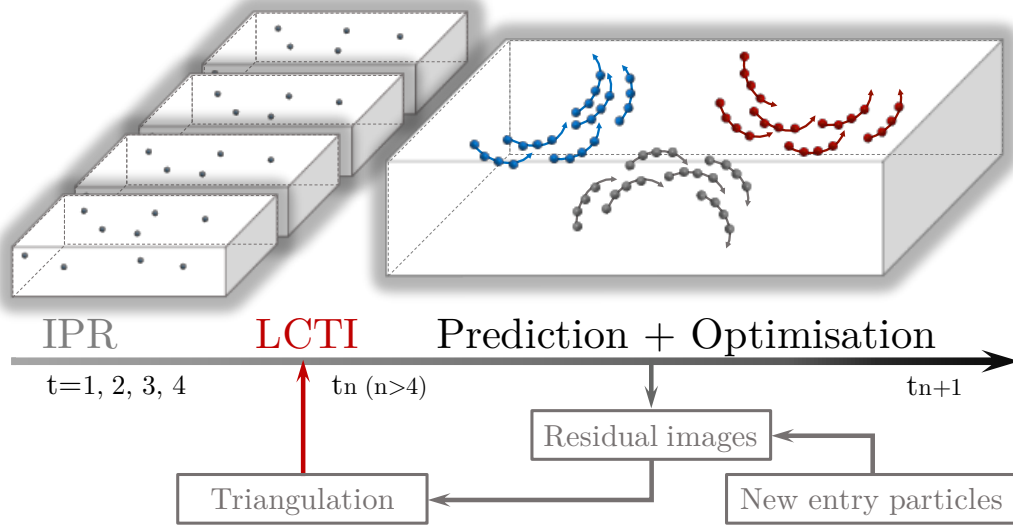 IPR
LCTI
Prediction + Optimisation
t=1, 2, 3, 4
tn (n>4)
tn+1
Residual images
Triangulation
New entry particles